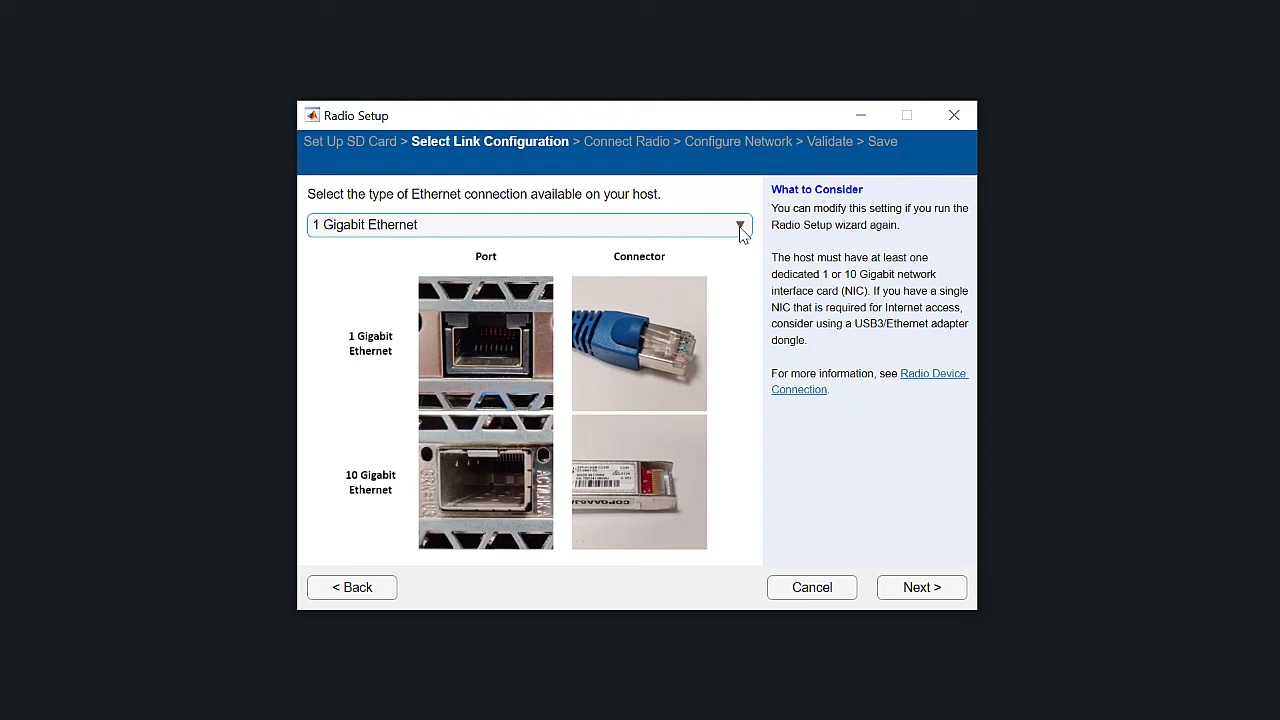 Radio Setup
Set Up SD Card > Select Link Configuration > Connect Radio > Configure Network > Validate > Save
Select the type of Ethernet connection available on your host.
1 Gigabit Ethernet
Port
Connector
1 Gigabit
Ethernet
10 Gigabit
Ethernet
What to Consider
You can modify this setting if you run the
Radio Setup wizard again.
The host must have at least one
dedicated 1 or 10 Gigabit network
interface card (NIC). If you have a single
NIC that is required for Internet access,
consider using a USB3/Ethernet adapter
dongle.
For more information, see Radio Device
Connection.
< Back
Cancel
Next >